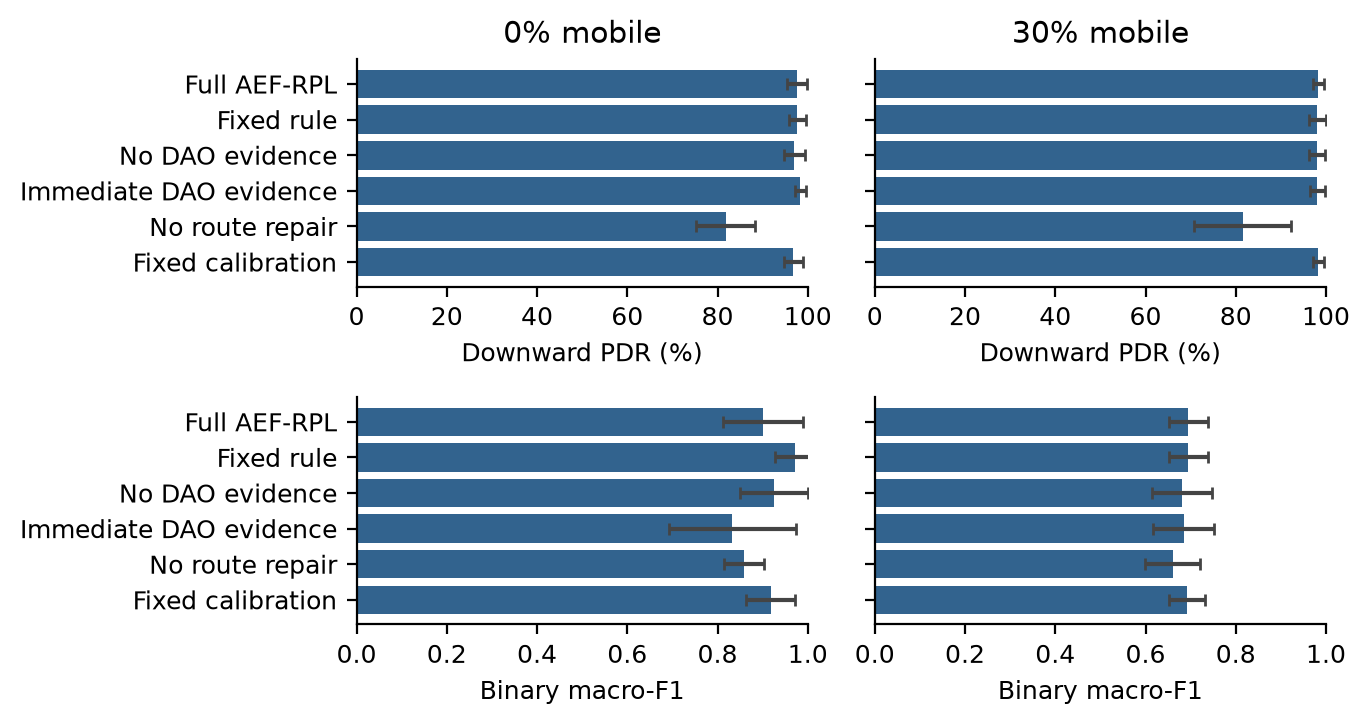 0% mobile
30% mobile
Full AEF-RPL
Fixed rule
No DAO evidence
Immediate DAO evidence
No route repair
Fixed calibration
0 20 40 60 80 100
0 20 40 60 80 100
Downward PDR (%)
Downward PDR (%)
Full AEF-RPL
Fixed rule
No DAO evidence
Immediate DAO evidence
No route repair
Fixed calibration
0.0 0.2 0.4 0.6 0.8 1.0
0.0 0.2 0.4 0.6 0.8 1.0
Binary macro-F1
Binary macro-F1